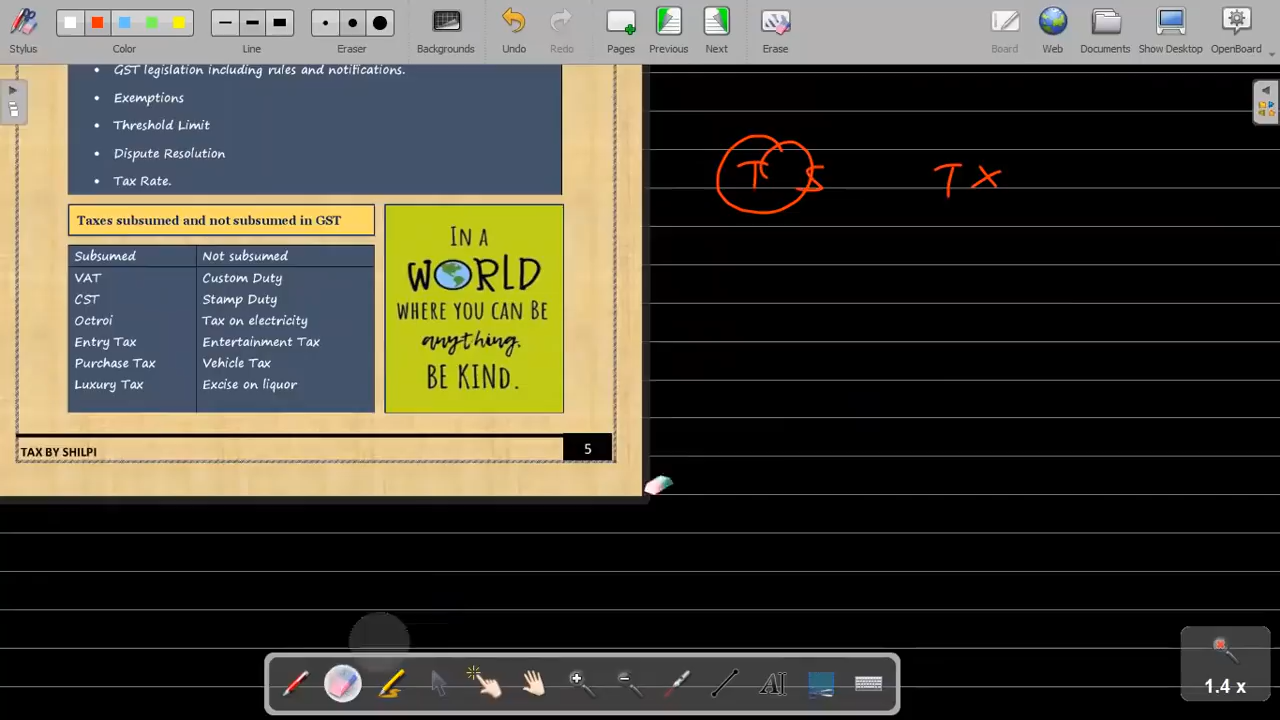 Stylus
Color
Line
Eraser
Backgrounds
Undo
Redo
Pages
Previous
Next
Erase
Board
Web
Documents
Show Desktop
OpenBoard
• GST legislation including rules and notifications.
• Exemptions
• Threshold Limit
• Dispute Resolution
• Tax Rate.
Taxes subsumed and not subsumed in GST
Subsumed Not subsumed
VAT Custom Duty
CST Stamp Duty
Octroi Tax on electricity
Entry Tax Entertainment Tax
Purchase Tax Vehicle Tax
Luxury Tax Excise on liquor
IN A
WORLD
WHERE YOU CAN BE
anything,
BE KIND.
TAX BY SHILPI
5
T S T X
AI
1.4 x